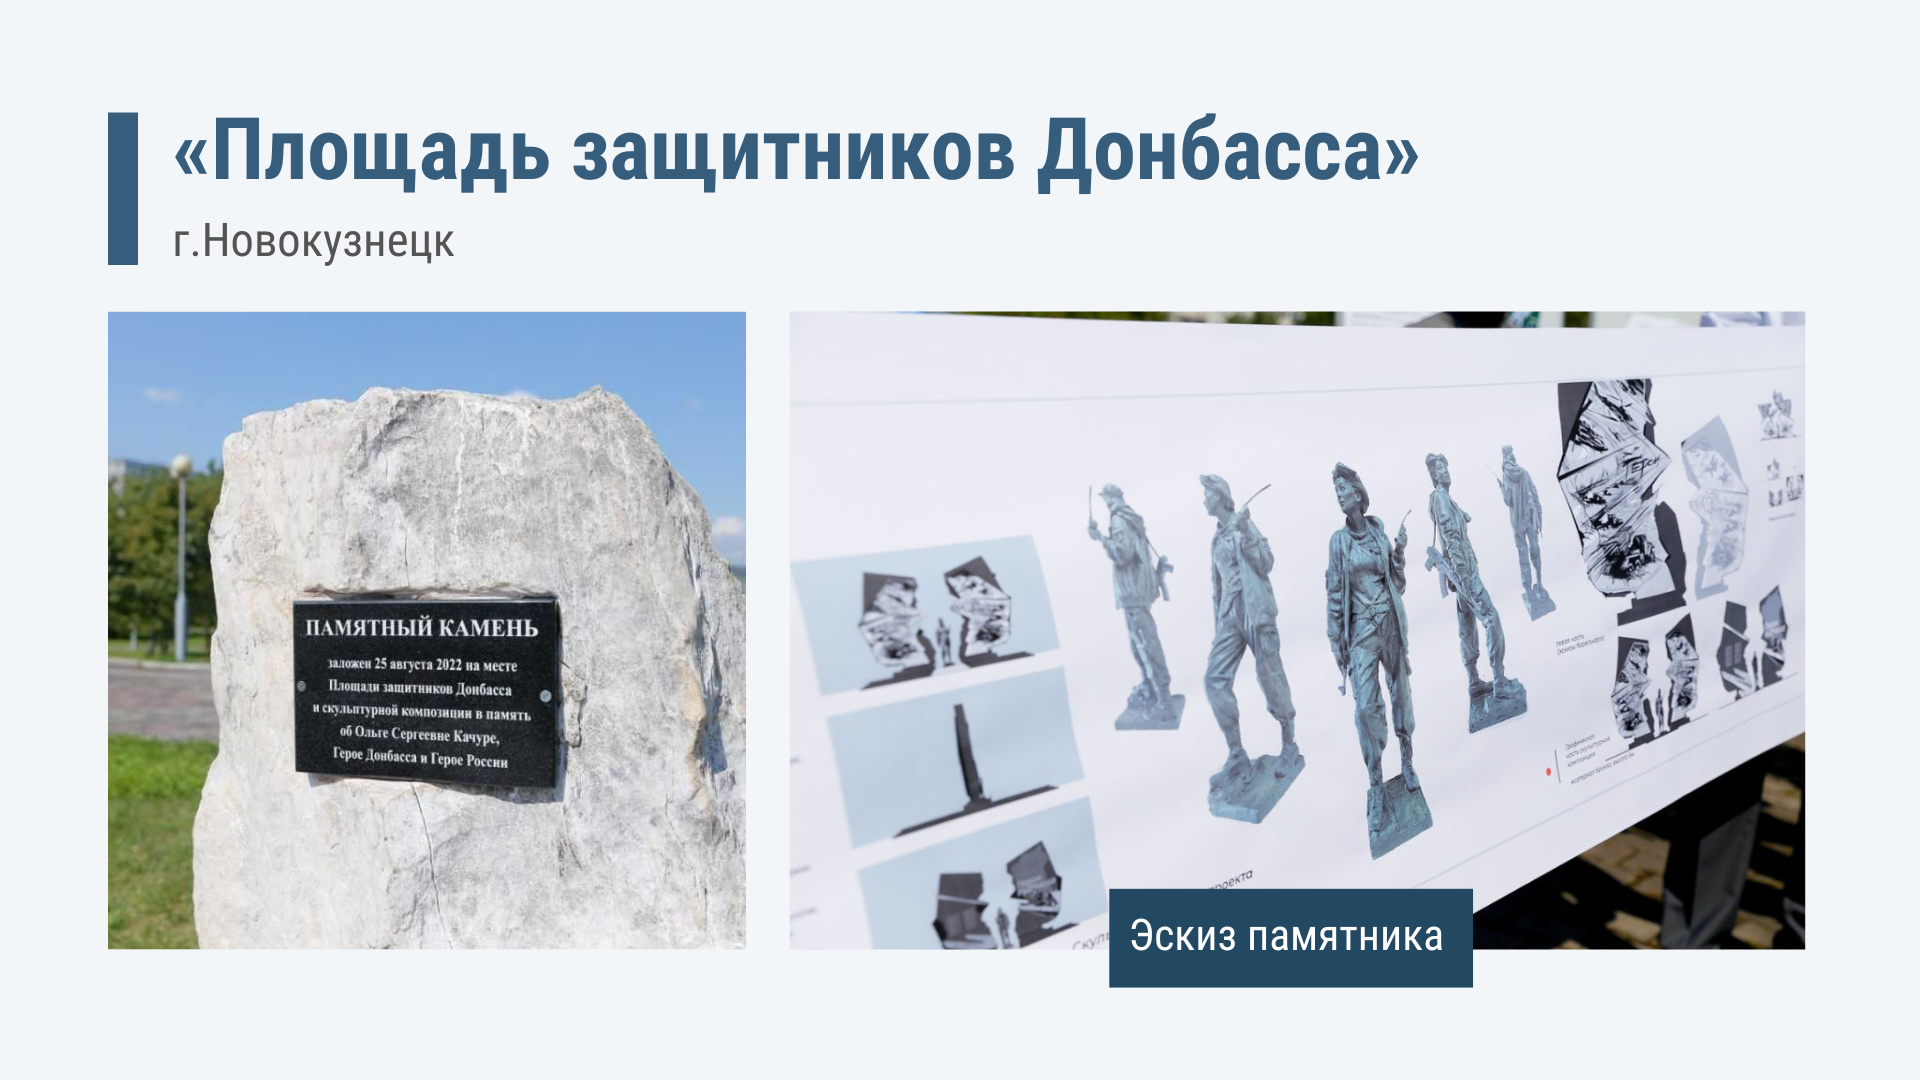 «Площадь защитников Донбасса»
г.Новокузнецк
ПАМЯТНЫЙ КАМЕНЬ
заложен 25 августа 2022 на месте
Площади защитников Донбасса
и скульптурной композиции в память
об Ольге Сергеевне Качуре,
Герое Донбасса и Герое России
Эскиз памятника